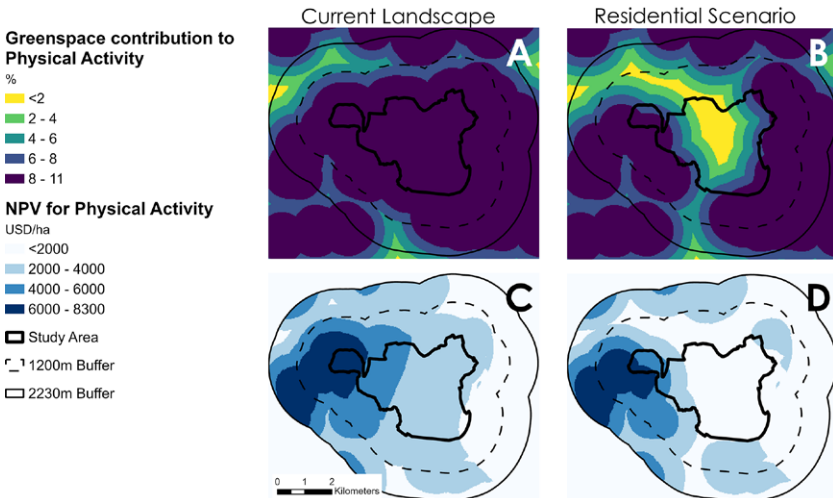 Current Landscape
Residential Scenario
Greenspace contribution to
Physical Activity
%
<2
2 - 4
4 - 6
6 - 8
8 - 11
NPV for Physical Activity
USD/ha
<2000
2000 - 4000
4000 - 6000
6000 - 8300
Study Area
1200m Buffer
2230m Buffer
A
B
C
D
0 1 2
Kilometers